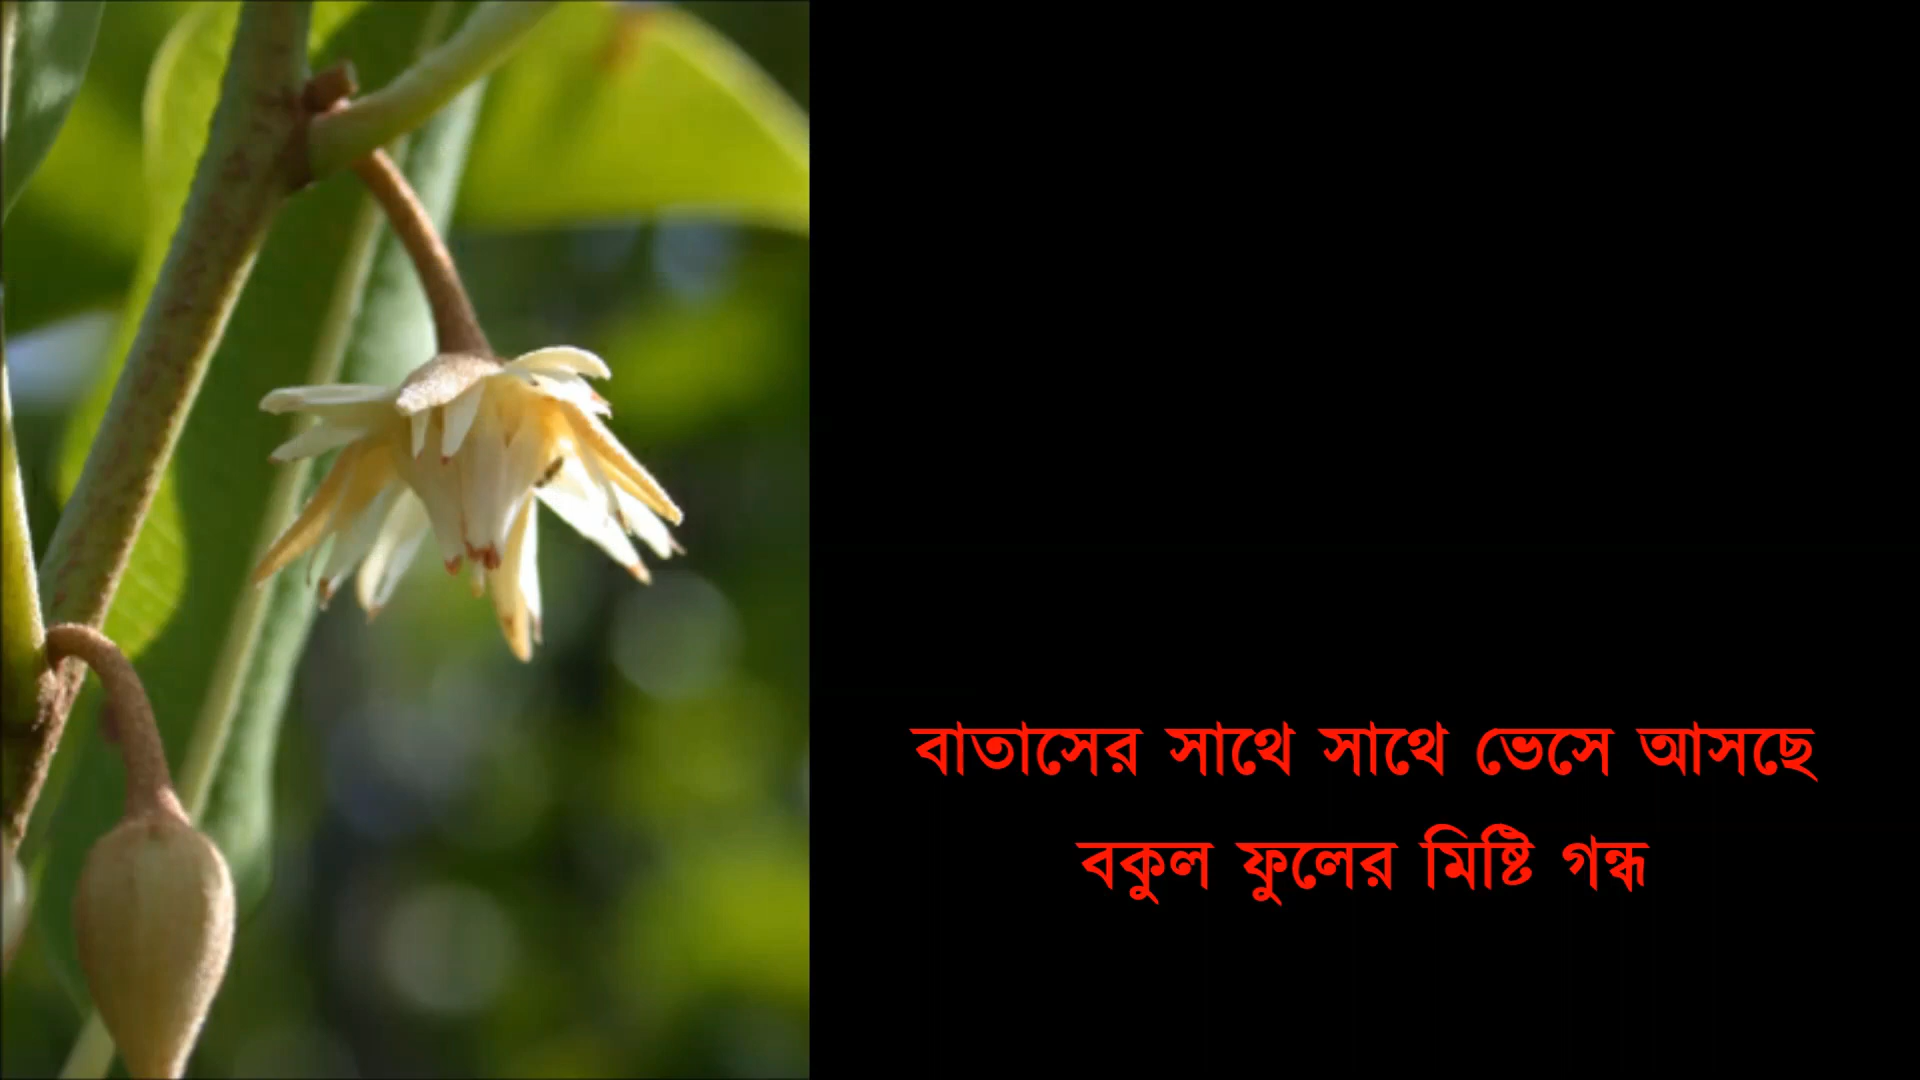 বাতাসের সাথে সাথে ভেসে আসছে
বকুল ফুলের মিষ্টি গন্ধ